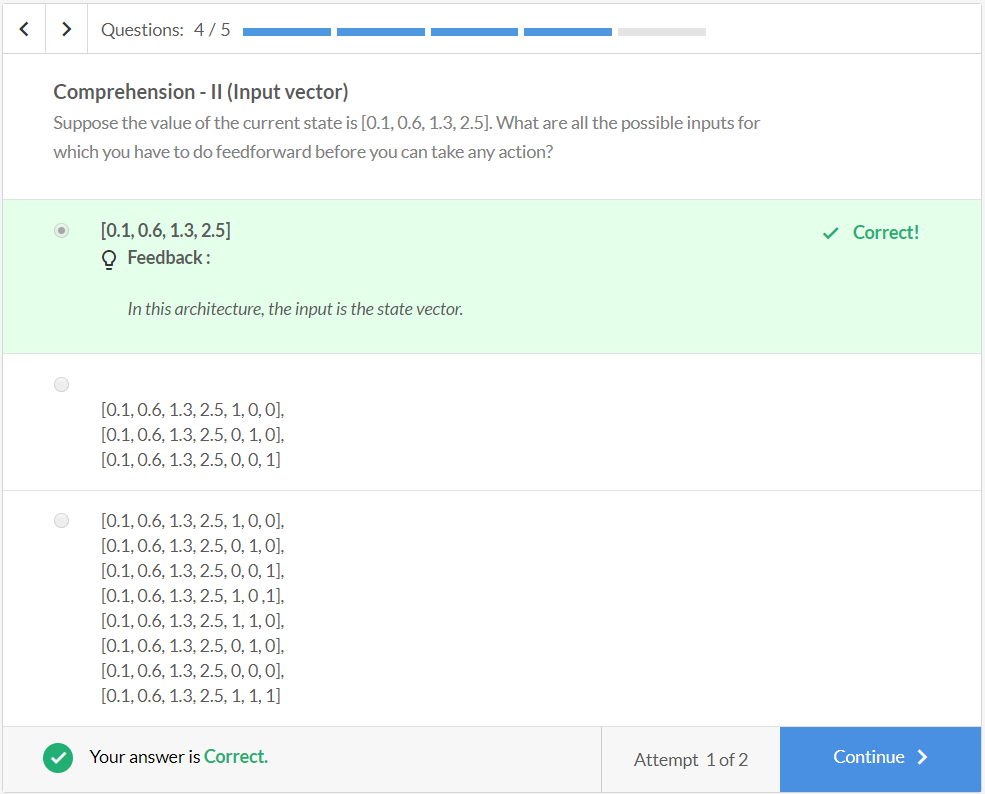 Questions: 4 / 5
Comprehension - II (Input vector)
Suppose the value of the current state is [0.1, 0.6, 1.3, 2.5]. What are all the possible inputs for
which you have to do feedforward before you can take any action?
[0.1, 0.6, 1.3, 2.5]
Correct!
Feedback :
In this architecture, the input is the state vector.
[0.1, 0.6, 1.3, 2.5, 1, 0, 0],
[0.1, 0.6, 1.3, 2.5, 0, 1, 0],
[0.1, 0.6, 1.3, 2.5, 0, 0, 1]
[0.1, 0.6, 1.3, 2.5, 1, 0, 0],
[0.1, 0.6, 1.3, 2.5, 0, 1, 0],
[0.1, 0.6, 1.3, 2.5, 0, 0, 1],
[0.1, 0.6, 1.3, 2.5, 1, 0 ,1],
[0.1, 0.6, 1.3, 2.5, 1, 1, 0],
[0.1, 0.6, 1.3, 2.5, 0, 1, 0],
[0.1, 0.6, 1.3, 2.5, 0, 0, 0],
[0.1, 0.6, 1.3, 2.5, 1, 1, 1]
Your answer is Correct.
Attempt 1 of 2
Continue